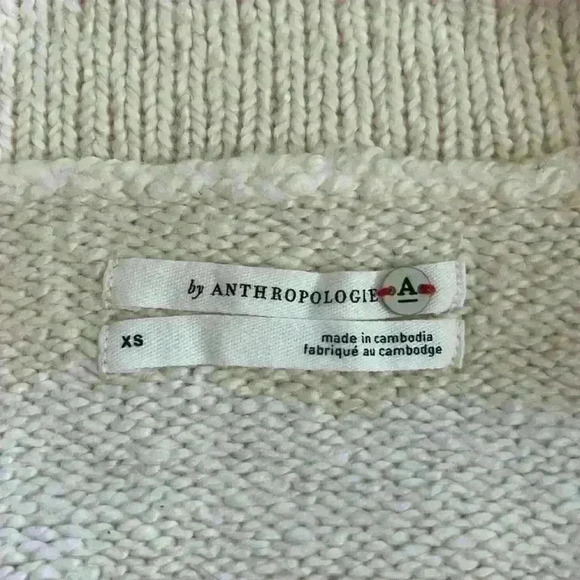 by ANTHROPOLOGIE A
XS
made in cambodia
fabriqué au cambodge